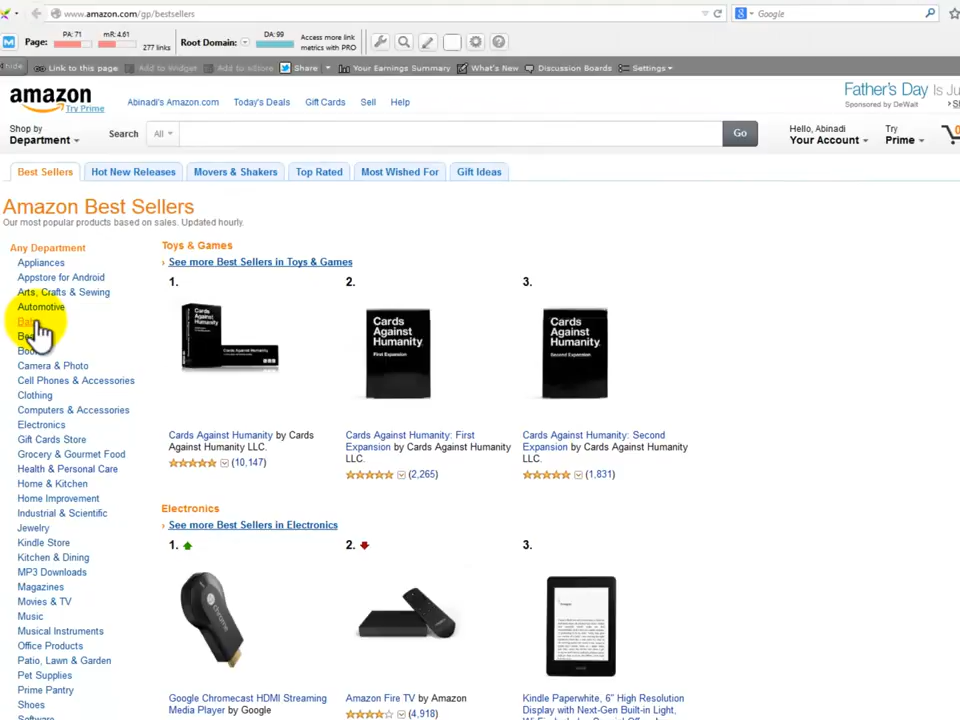 www.amazon.com/gp/bestsellers
Google
Page:
PA: 71
mR: 4.61
277 links
Root Domain:
DA: 99
Access more link
metrics with PRO
hide
Link to this page
Add to Widget
Add to aStore
Share
Your Earnings Summary
What's New
Discussion Boards
Settings
amazon
Try Prime
Abinadi's Amazon.com
Today's Deals
Gift Cards
Sell
Help
Father's Day Is Ju
Sponsored by DeWalt
Shop by
Department
Search
All
Go
Hello, Abinadi
Your Account
Try
Prime
0
Best Sellers
Hot New Releases
Movers & Shakers
Top Rated
Most Wished For
Gift Ideas
Amazon Best Sellers
Our most popular products based on sales. Updated hourly.
Any Department
Appliances
Appstore for Android
Arts, Crafts & Sewing
Automotive
Camera & Photo
Cell Phones & Accessories
Clothing
Computers & Accessories
Electronics
Gift Cards Store
Grocery & Gourmet Food
Health & Personal Care
Home & Kitchen
Home Improvement
Industrial & Scientific
Jewelry
Kindle Store
Kitchen & Dining
MP3 Downloads
Magazines
Movies & TV
Music
Musical Instruments
Office Products
Patio, Lawn & Garden
Pet Supplies
Prime Pantry
Shoes
Software
Toys & Games
› See more Best Sellers in Toys & Games
1.
2.
3.
Cards
Against
Humanity
Cards Against Humanity
Cards
Against
Humanity.
First Expansion
Cards
Against
Humanity.
Second Expansion
Cards Against Humanity by Cards
Against Humanity LLC.
(10,147)
Cards Against Humanity: First
Expansion by Cards Against Humanity
LLC.
(2,265)
Cards Against Humanity: Second
Expansion by Cards Against Humanity
LLC.
(1,831)
Electronics
› See more Best Sellers in Electronics
1.
2.
3.
chrome
Google Chromecast HDMI Streaming
Media Player by Google
Amazon Fire TV by Amazon
(4,918)
Kindle Paperwhite, 6" High Resolution
Display with Next-Gen Built-in Light,